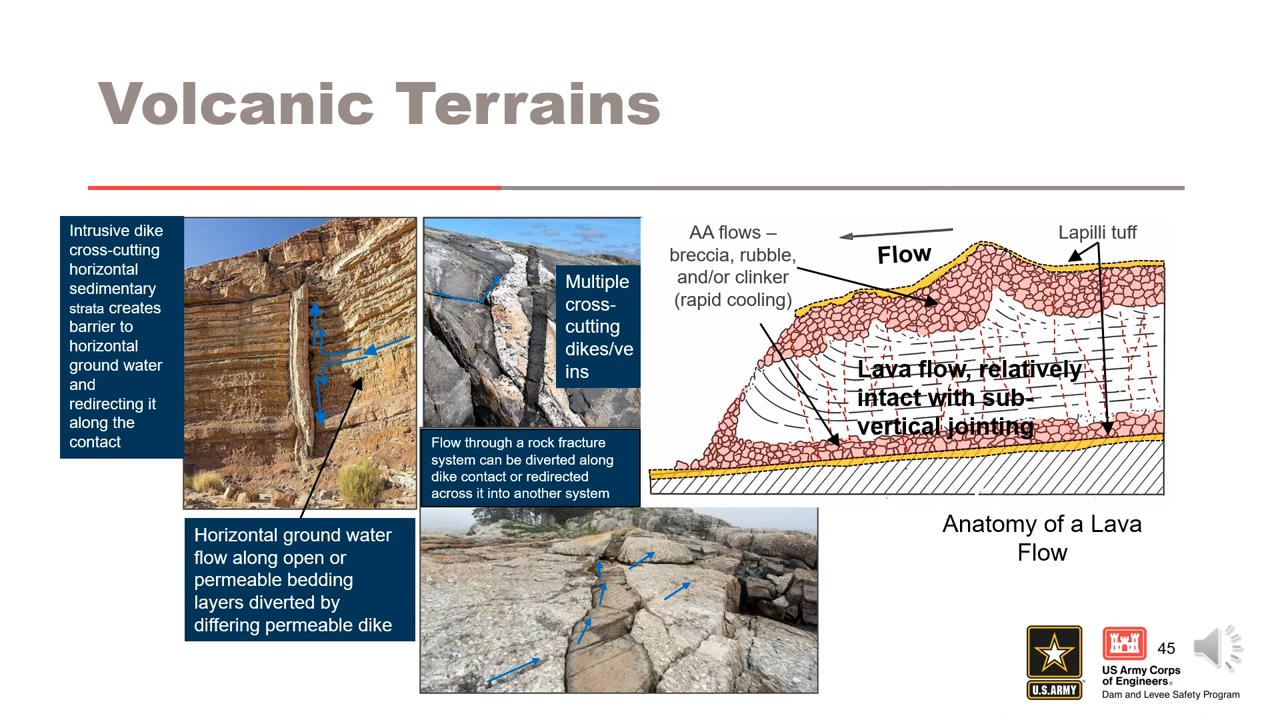 Volcanic Terrains
Intrusive dike
cross-cutting
horizontal
sedimentary
strata creates
barrier to
horizontal
ground water
and
redirecting it
along the
contact
Multiple
cross-
cutting
dikes/ve
ins
Flow through a rock fracture
system can be diverted along
dike contact or redirected
across it into another system
Horizontal ground water
flow along open or
permeable bedding
layers diverted by
differing permeable dike
AA flows –
breccia, rubble,
and/or clinker
(rapid cooling)
Flow
Lapilli tuff
Lava flow, relatively
intact with sub-
vertical jointing
Anatomy of a Lava
Flow
U.S.ARMY
US Army Corps
of Engineers®
Dam and Levee Safety Program
45